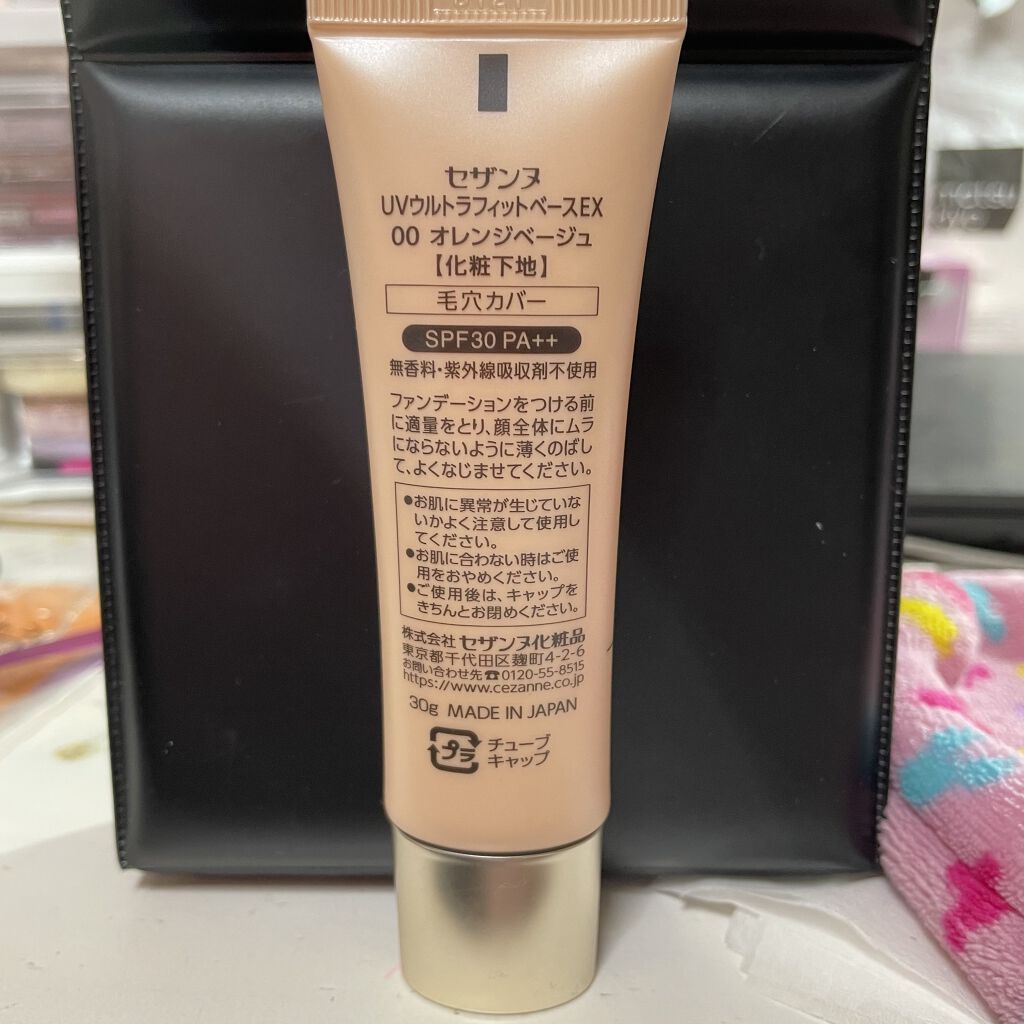 セザンヌ
UVウルトラフィットベースEX
00 オレンジベージュ
【化粧下地】
毛穴カバー
SPF30 PA++
無香料・紫外線吸収剤不使用
ファンデーションをつける前
に適量をとり、顔全体にムラ
にならないように薄くのばし
て、よくなじませてください。
●お肌に異常が生じていな
いかよく注意して使用し
てください。
●お肌に合わない時はご使
用をおやめください。
●ご使用後は、キャップを
きちんとお閉めください。
株式会社 セザンヌ化粧品
東京都千代田区麹町4-2-6
お問い合わせ先☎0120-55-8515
https://www.cezanne.co.jp
30g MADE IN JAPAN
プラ
チューブ
キャップ